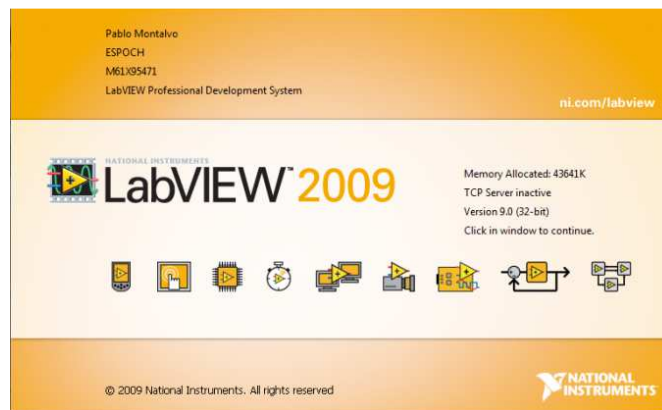 Pablo Montalvo
ESPOCH
M61X95471
LabVIEW Professional Development System
ni.com/labview
NATIONAL INSTRUMENTS
LabVIEW™ 2009
Memory Allocated: 43641K
TCP Server inactive
Version 9.0 (32-bit)
Click in window to continue.
© 2009 National Instruments. All rights reserved
NATIONAL
INSTRUMENTS